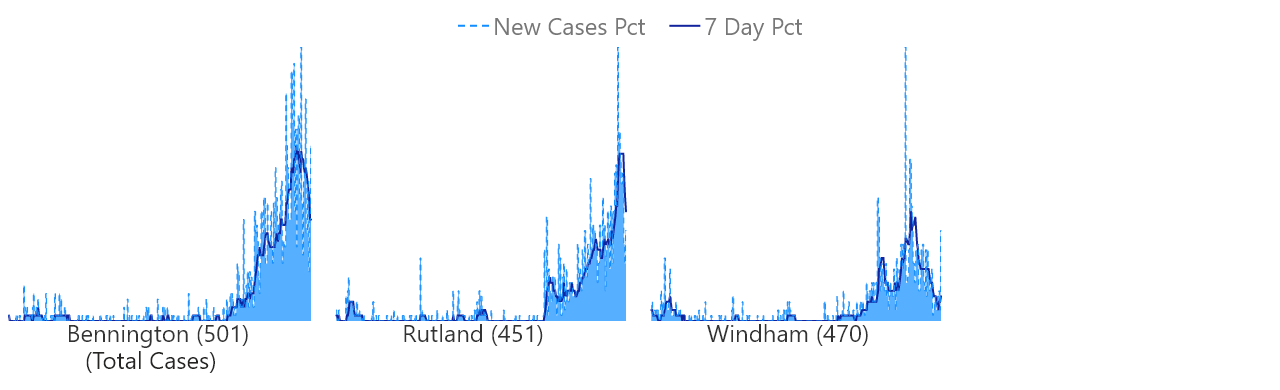 New Cases Pct 7 Day Pct
Bennington (501) Rutland (451) Windham (470)
(Total Cases)